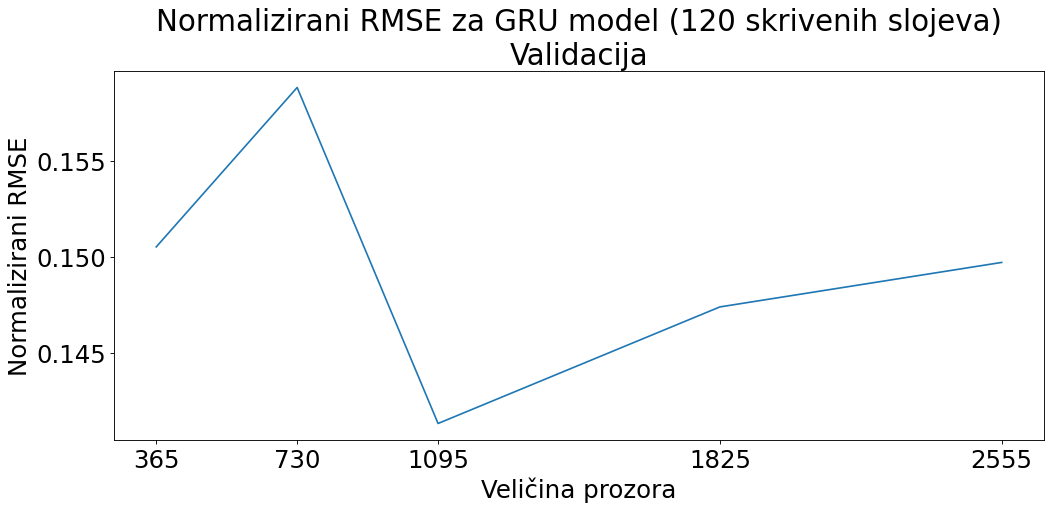 Normalizirani RMSE za GRU model (120 skrivenih slojeva)
Validacija
Normalizirani RMSE
0.155
0.150
0.145
365 730 1095 1825 2555
Veličina prozora